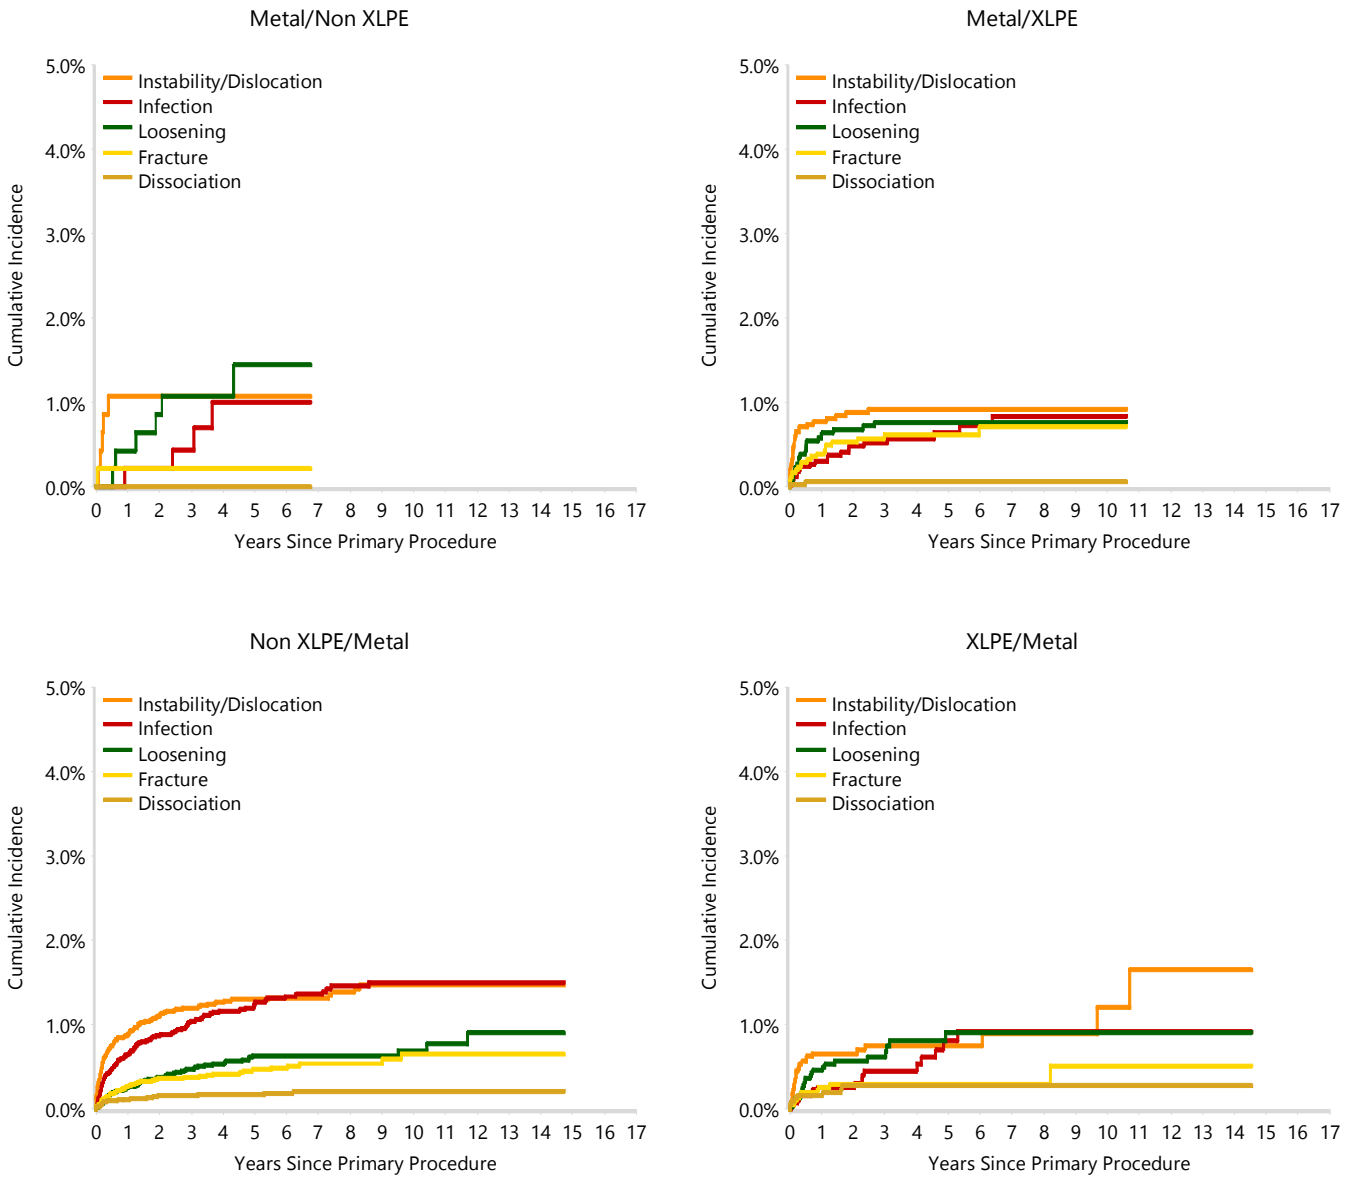 Metal/Non XLPE
5.0%
4.0%
3.0%
2.0%
1.0%
0.0%
Cumulative Incidence
Instability/Dislocation
Infection
Loosening
Fracture
Dissociation
0 1 2 3 4 5 6 7 8 9 10 11 12 13 14 15 16 17
Years Since Primary Procedure
Metal/XLPE
5.0%
4.0%
3.0%
2.0%
1.0%
0.0%
Cumulative Incidence
Instability/Dislocation
Infection
Loosening
Fracture
Dissociation
0 1 2 3 4 5 6 7 8 9 10 11 12 13 14 15 16 17
Years Since Primary Procedure
Non XLPE/Metal
5.0%
4.0%
3.0%
2.0%
1.0%
0.0%
Cumulative Incidence
Instability/Dislocation
Infection
Loosening
Fracture
Dissociation
0 1 2 3 4 5 6 7 8 9 10 11 12 13 14 15 16 17
Years Since Primary Procedure
XLPE/Metal
5.0%
4.0%
3.0%
2.0%
1.0%
0.0%
Cumulative Incidence
Instability/Dislocation
Infection
Loosening
Fracture
Dissociation
0 1 2 3 4 5 6 7 8 9 10 11 12 13 14 15 16 17
Years Since Primary Procedure